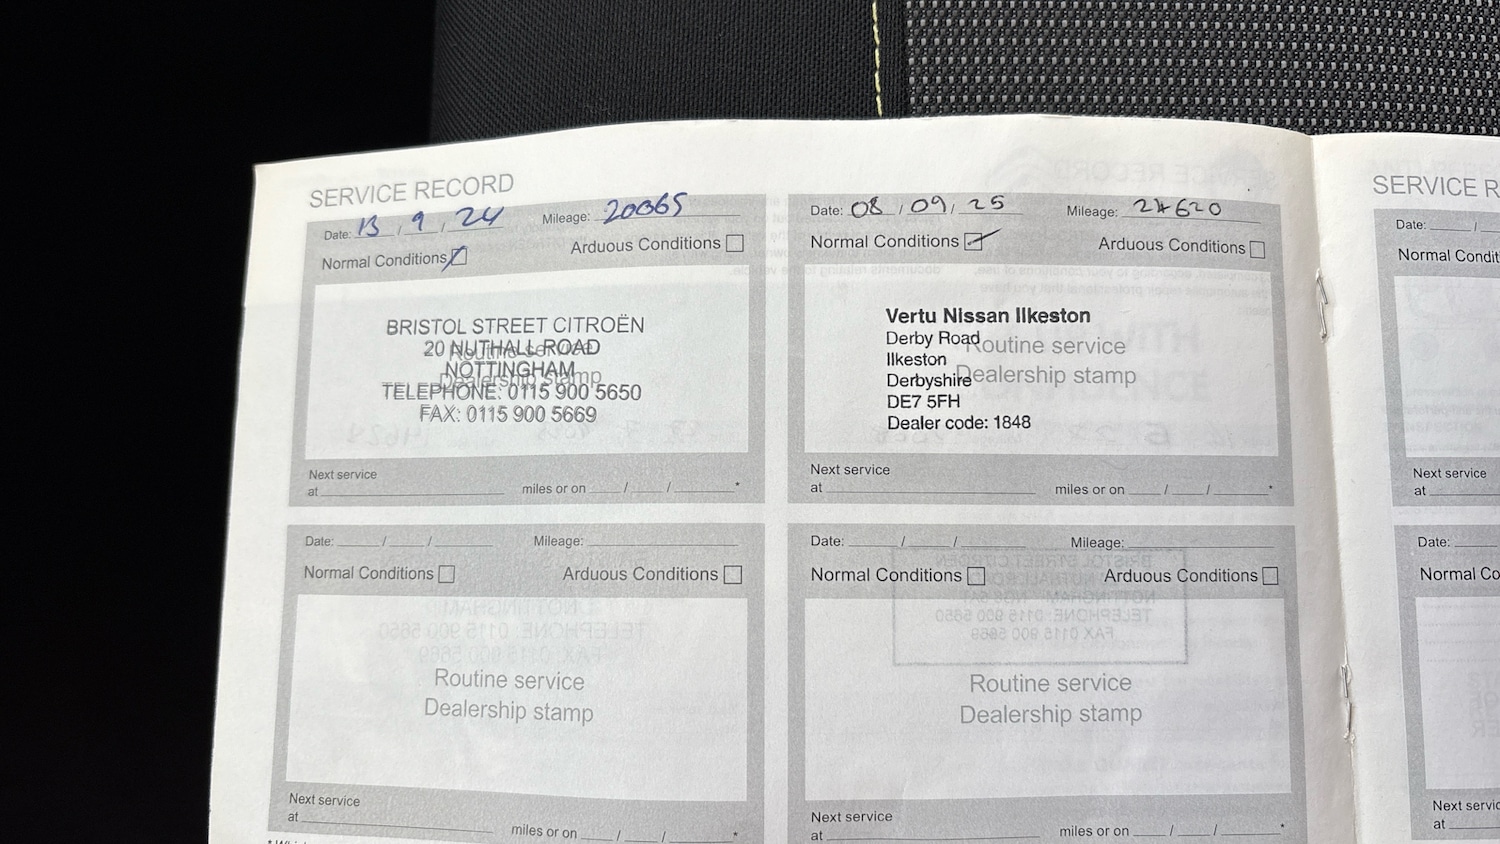 SERVICE RECORD
Date: 13 / 9 / 24 Mileage: 20065
Normal Conditions Arduous Conditions
BRISTOL STREET CITROËN
20 NUTHALL ROAD
Routine service
NOTTINGHAM
Dealership stamp
TELEPHONE: 0115 900 5650
FAX: 0115 900 5669
Next service
at miles or on / / *
Date: 08 / 09 / 25 Mileage: 24620
Normal Conditions Arduous Conditions
Vertu Nissan Ilkeston
Derby Road
Routine service
Ilkeston
Derbyshire
Dealership stamp
DE7 5FH
Dealer code: 1848
Next service
at miles or on / / *
Date: / / Mileage:
Normal Conditions Arduous Conditions
Routine service
Dealership stamp
Next service
at miles or on / / *
Date: / / Mileage:
Normal Conditions Arduous Conditions
Routine service
Dealership stamp
Next service
at miles or on / / *
SERVICE R
Date: /
Normal Condit
Next service
at
Date:
Normal Co
Next servic
at